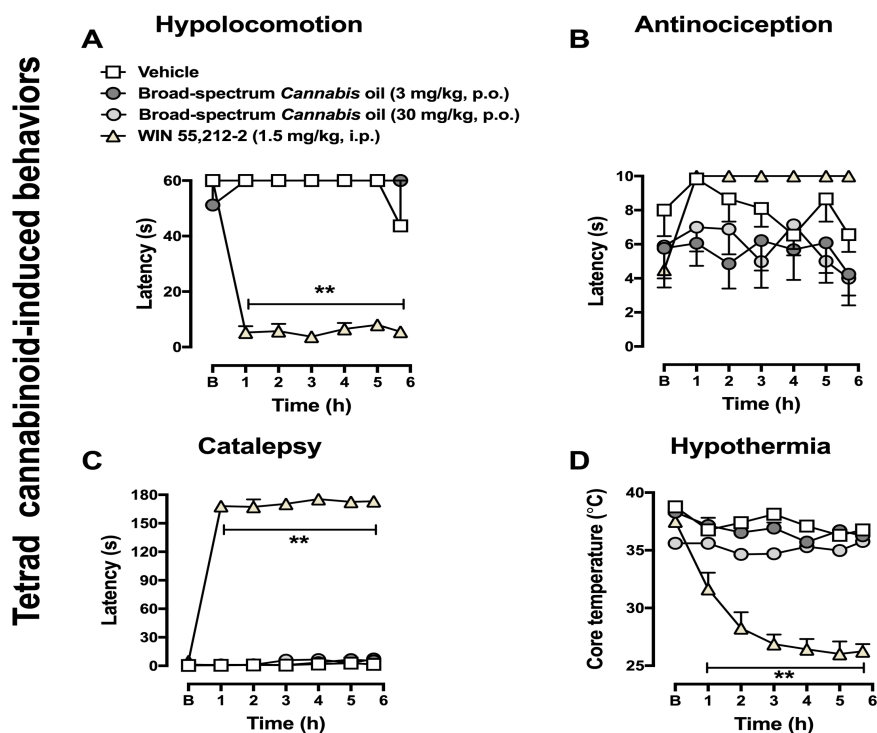 Tetrad cannabinoid-induced behaviors
A
Hypolocomotion
Vehicle
Broad-spectrum Cannabis oil (3 mg/kg, p.o.)
Broad-spectrum Cannabis oil (30 mg/kg, p.o.)
WIN 55,212-2 (1.5 mg/kg, i.p.)
Latency (s)
60
40
20
0
**
B 1 2 3 4 5 6
Time (h)
B
Antinociception
Latency (s)
10
8
6
4
2
0
B 1 2 3 4 5 6
Time (h)
C
Catalepsy
Latency (s)
180
150
120
90
60
30
0
**
B 1 2 3 4 5 6
Time (h)
D
Hypothermia
Core temperature (°C)
40
35
30
25
**
B 1 2 3 4 5 6
Time (h)